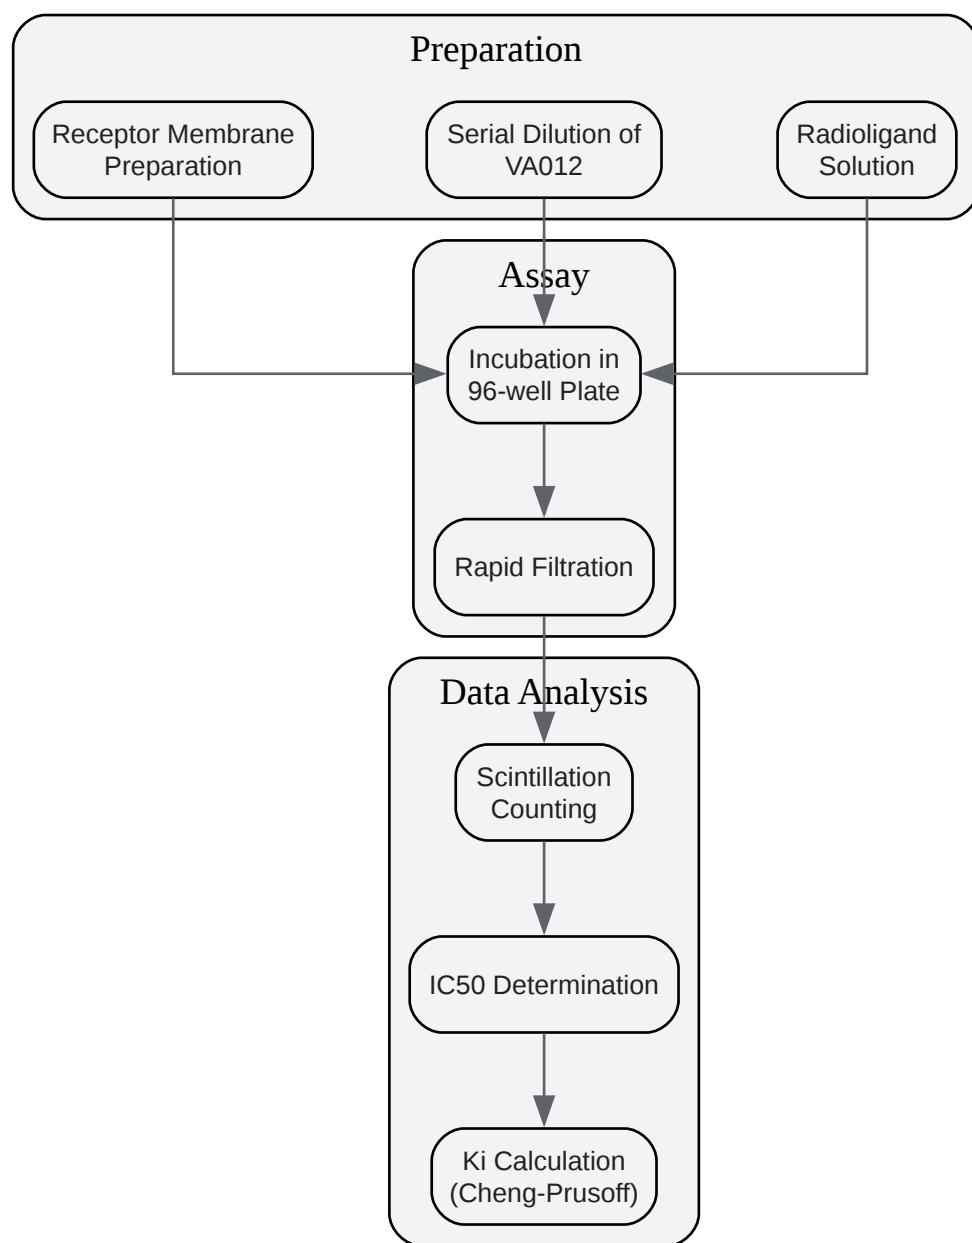 Preparation
Receptor Membrane
Preparation
Serial Dilution of
VA012
Radioligand
Solution
Assay
Incubation in
96-well Plate
Rapid Filtration
Data Analysis
Scintillation
Counting
IC50 Determination
Ki Calculation
(Cheng-Prusoff)